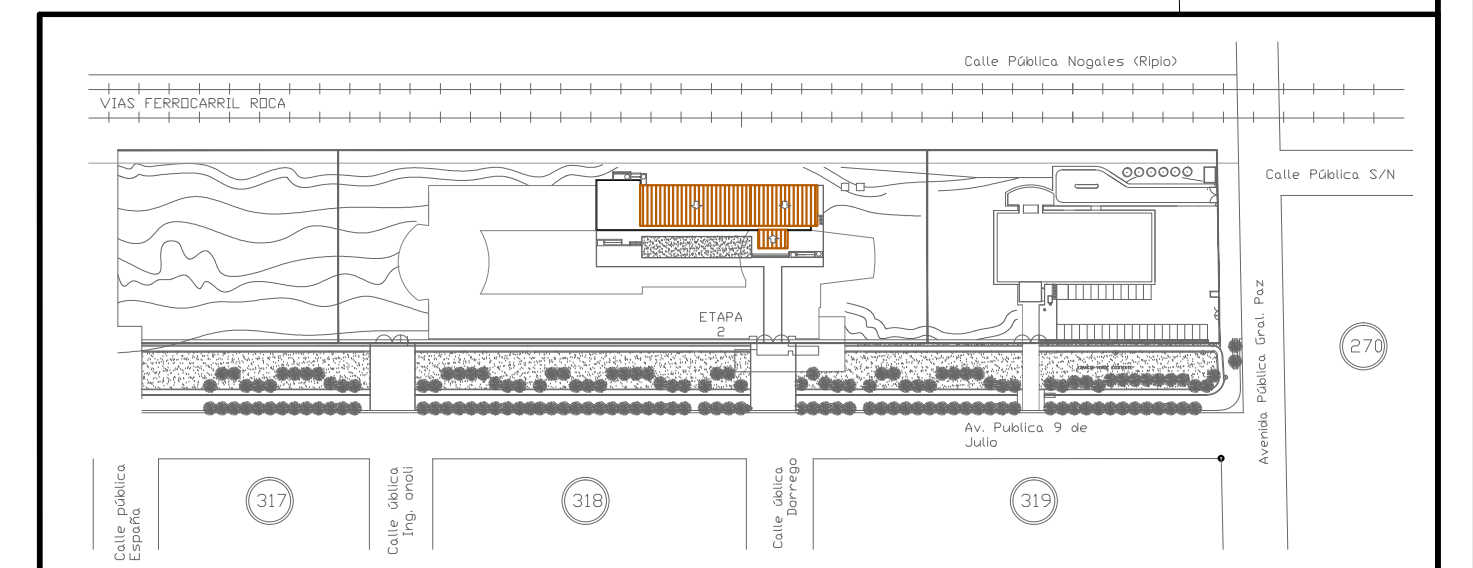 Calle Pública Nogales (Ripio)
VIAS FERROCARRIL ROCA
Calle Pública S/N
ETAPA
2
Avenida Pública Gral. Paz
270
Av. Publica 9 de
Julio
Calle pública
España
317
Calle ública
Ing. onoli
318
Calle ública
Dorrego
319